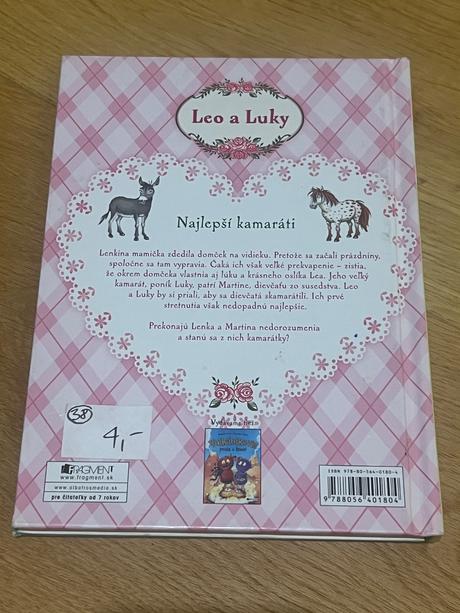 Leo a Luky
Najlepší kamaráti
Lenkina mamička zdedila domček na vidieku. Pretože sa začali prázdniny,
spoločne sa tam vypravia. Čaká ich však veľké prekvapenie – zistia,
že okrem domčeka vlastnia aj lúku a krásneho oslíka Lea. Jeho veľký
kamarát, poník Luky, patrí Martine, dievčaťu zo susedstva. Leo
a Luky by si priali, aby sa dievčatá skamarátili. Ich prvé
stretnutia však nedopadnú najlepšie.
Prekonajú Lenka a Martina nedorozumenia
a stanú sa z nich kamarátky?
38
4,-
Vydávame tiež:
FRAGMENT
www.fragment.sk
www.albatrosmedia.sk
pre čitateľky od 7 rokov
ISBN 978-80-564-0180-4
9 788056 401804